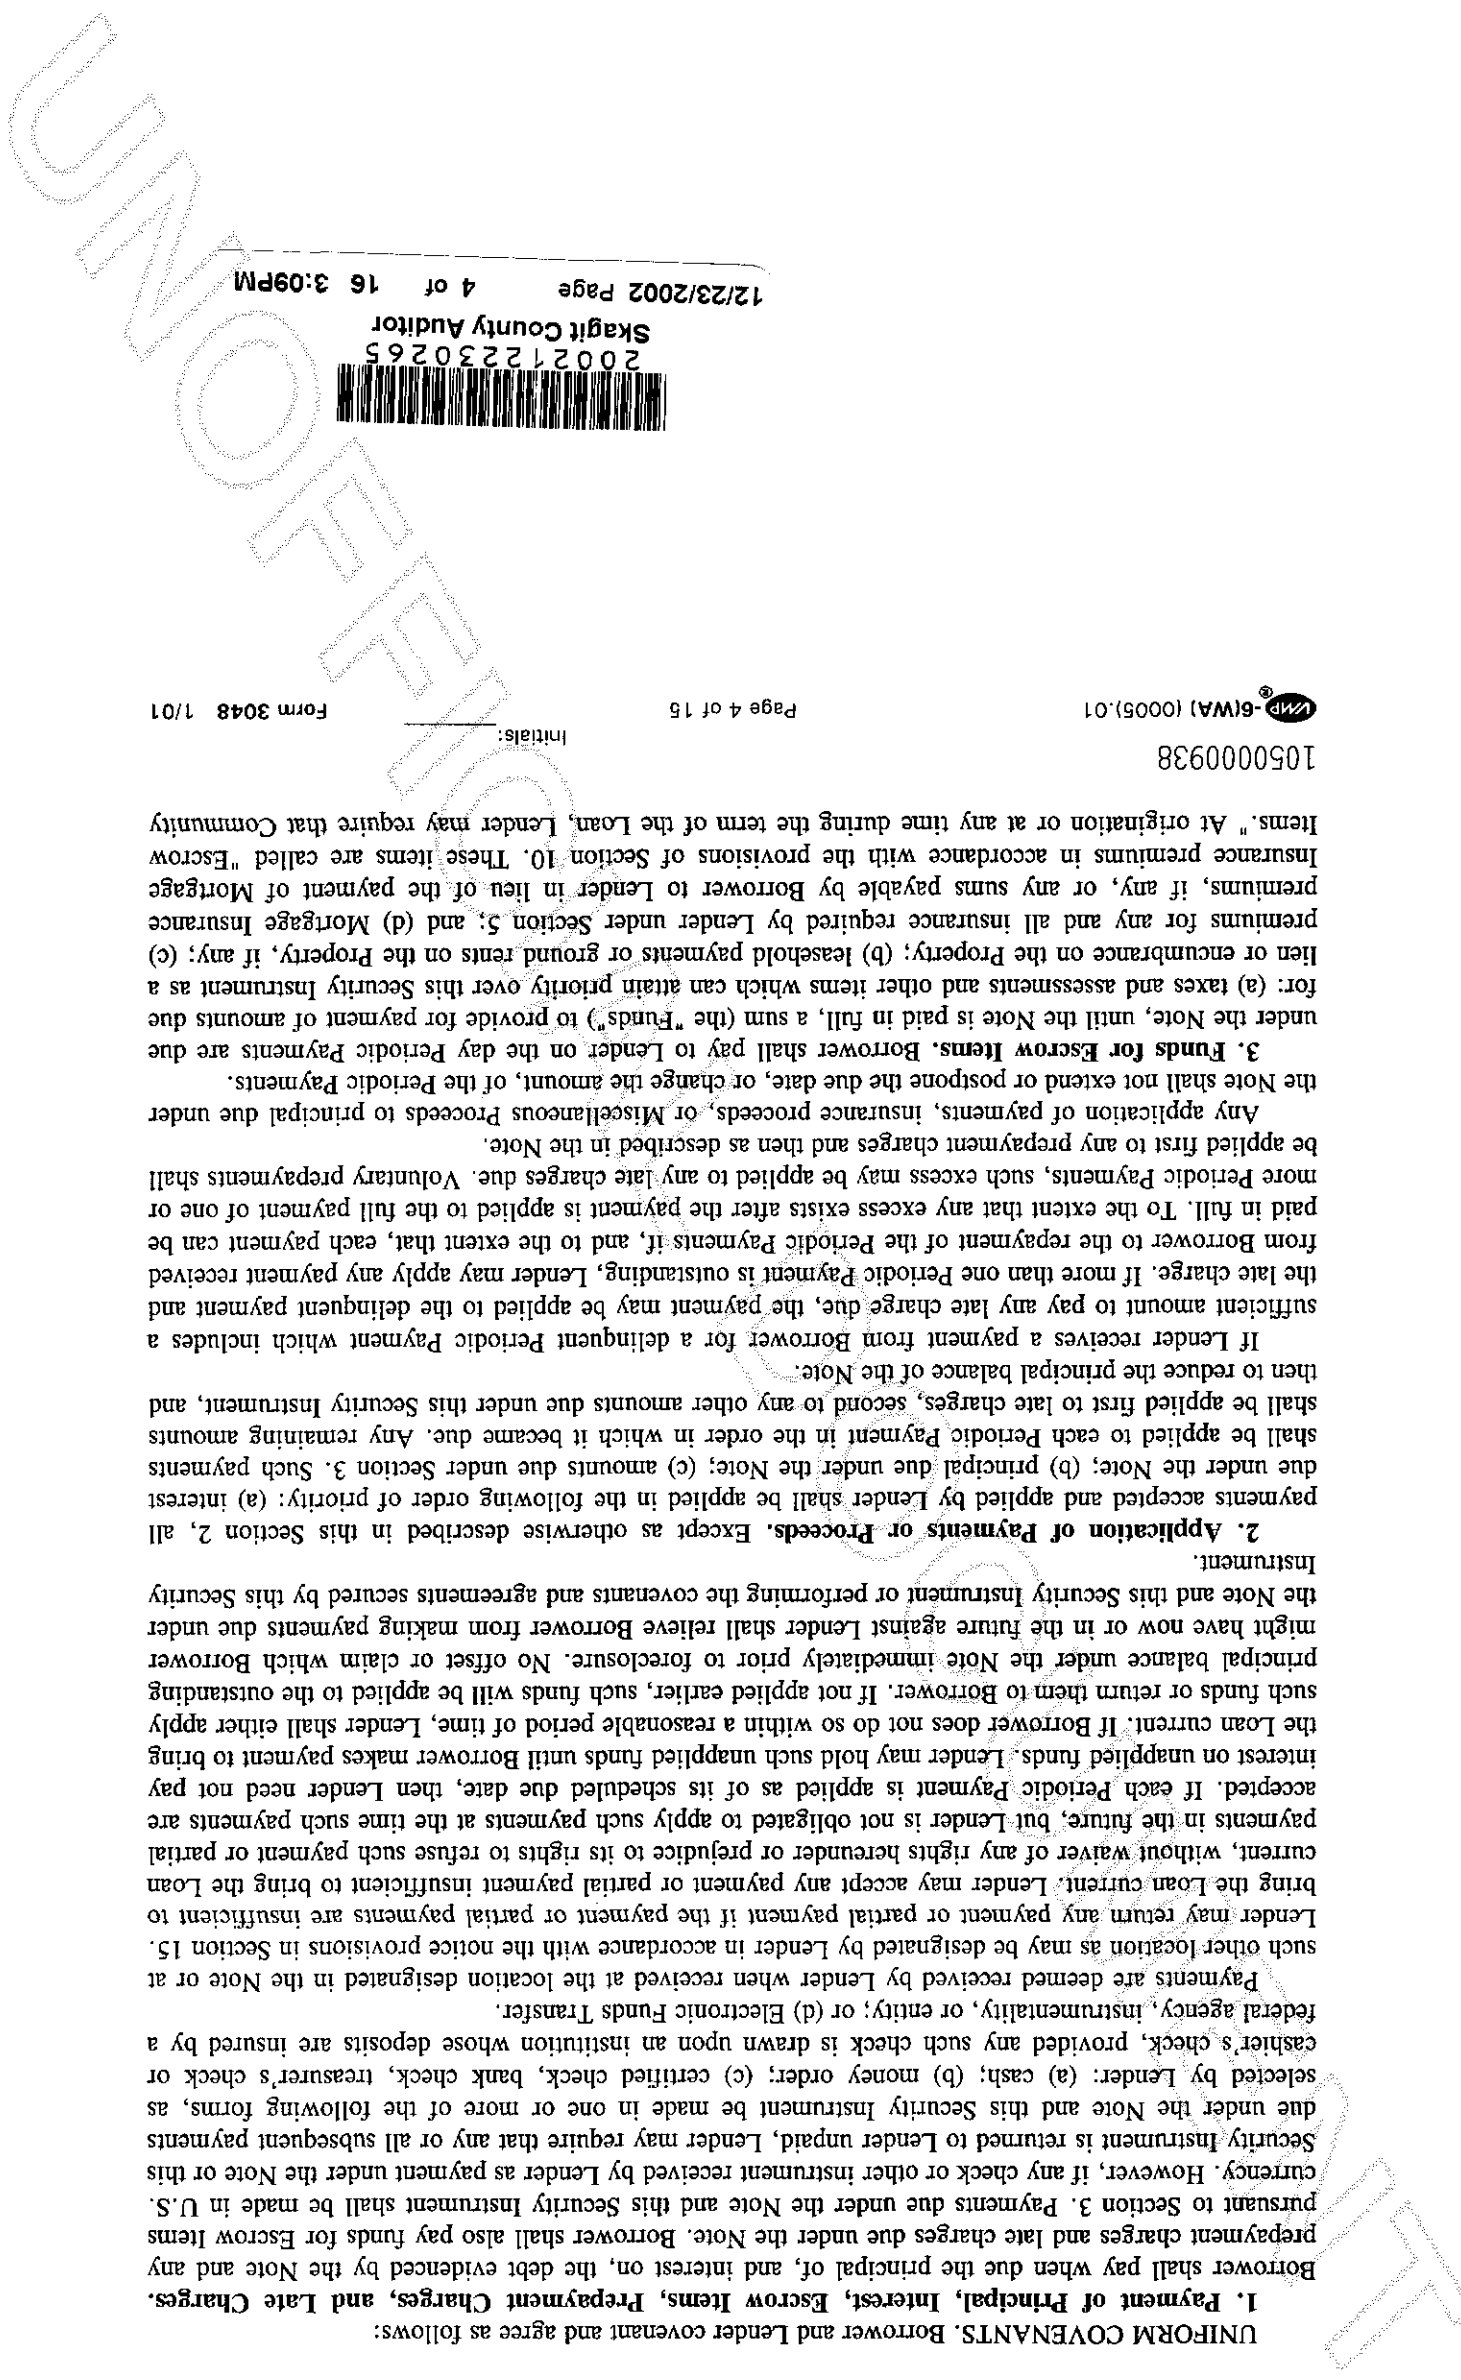 UNIFORM COVENANTS. Borrower and Lender covenant and agree as follows:
1. Payment of Principal, Interest, Escrow Items, Prepayment Charges, and Late Charges.
Borrower shall pay when due the principal of, and interest on, the debt evidenced by the Note and any
prepayment charges and late charges due under the Note. Borrower shall also pay funds for Escrow Items
pursuant to Section 3. Payments due under the Note and this Security Instrument shall be made in U.S.
currency. However, if any check or other instrument received by Lender as payment under the Note or this
Security Instrument is returned to Lender unpaid, Lender may require that any or all subsequent payments
due under the Note and this Security Instrument be made in one or more of the following forms, as
selected by Lender: (a) cash; (b) money order; (c) certified check, bank check, treasurer's check or
cashier's check, provided any such check is drawn upon an institution whose deposits are insured by a
federal agency, instrumentality, or entity; or (d) Electronic Funds Transfer.
Payments are deemed received by Lender when received at the location designated in the Note or at
such other location as may be designated by Lender in accordance with the notice provisions in Section 15.
Lender may return any payment or partial payment if the payment or partial payments are insufficient to
bring the Loan current. Lender may accept any payment or partial payment insufficient to bring the Loan
current, without waiver of any rights hereunder or prejudice to its rights to refuse such payment or partial
payments in the future, but Lender is not obligated to apply such payments at the time such payments are
accepted. If each Periodic Payment is applied as of its scheduled due date, then Lender need not pay
interest on unapplied funds. Lender may hold such unapplied funds until Borrower makes payment to bring
the Loan current. If Borrower does not do so within a reasonable period of time, Lender shall either apply
such funds or return them to Borrower. If not applied earlier, such funds will be applied to the outstanding
principal balance under the Note immediately prior to foreclosure. No offset or claim which Borrower
might have now or in the future against Lender shall relieve Borrower from making payments due under
the Note and this Security Instrument or performing the covenants and agreements secured by this Security
Instrument.
2. Application of Payments or Proceeds. Except as otherwise described in this Section 2, all
payments accepted and applied by Lender shall be applied in the following order of priority: (a) interest
due under the Note; (b) principal due under the Note; (c) amounts due under Section 3. Such payments
shall be applied to each Periodic Payment in the order in which it became due. Any remaining amounts
shall be applied first to late charges, second to any other amounts due under this Security Instrument, and
then to reduce the principal balance of the Note.
If Lender receives a payment from Borrower for a delinquent Periodic Payment which includes a
sufficient amount to pay any late charge due, the payment may be applied to the delinquent payment and
the late charge. If more than one Periodic Payment is outstanding, Lender may apply any payment received
from Borrower to the repayment of the Periodic Payments if, and to the extent that, each payment can be
paid in full. To the extent that any excess exists after the payment is applied to the full payment of one or
more Periodic Payments, such excess may be applied to any late charges due. Voluntary prepayments shall
be applied first to any prepayment charges and then as described in the Note.
Any application of payments, insurance proceeds, or Miscellaneous Proceeds to principal due under
the Note shall not extend or postpone the due date, or change the amount, of the Periodic Payments.
3. Funds for Escrow Items. Borrower shall pay to Lender on the day Periodic Payments are due
under the Note, until the Note is paid in full, a sum (the "Funds") to provide for payment of amounts due
for: (a) taxes and assessments and other items which can attain priority over this Security Instrument as a
lien or encumbrance on the Property; (b) leasehold payments or ground rents on the Property, if any; (c)
premiums for any and all insurance required by Lender under Section 5; and (d) Mortgage Insurance
premiums, if any, or any sums payable by Borrower to Lender in lieu of the payment of Mortgage
Insurance premiums in accordance with the provisions of Section 10. These items are called "Escrow
Items." At origination or at any time during the term of the Loan, Lender may require that Community
1050000938
Initials:
VMP®-6(WA) (0005).01 Page 4 of 15 Form 3048 1/01
200212230265
Skagit County Auditor
12/23/2002 Page 4 of 16 3:09PM
UNOFFICIAL DOCUMENT